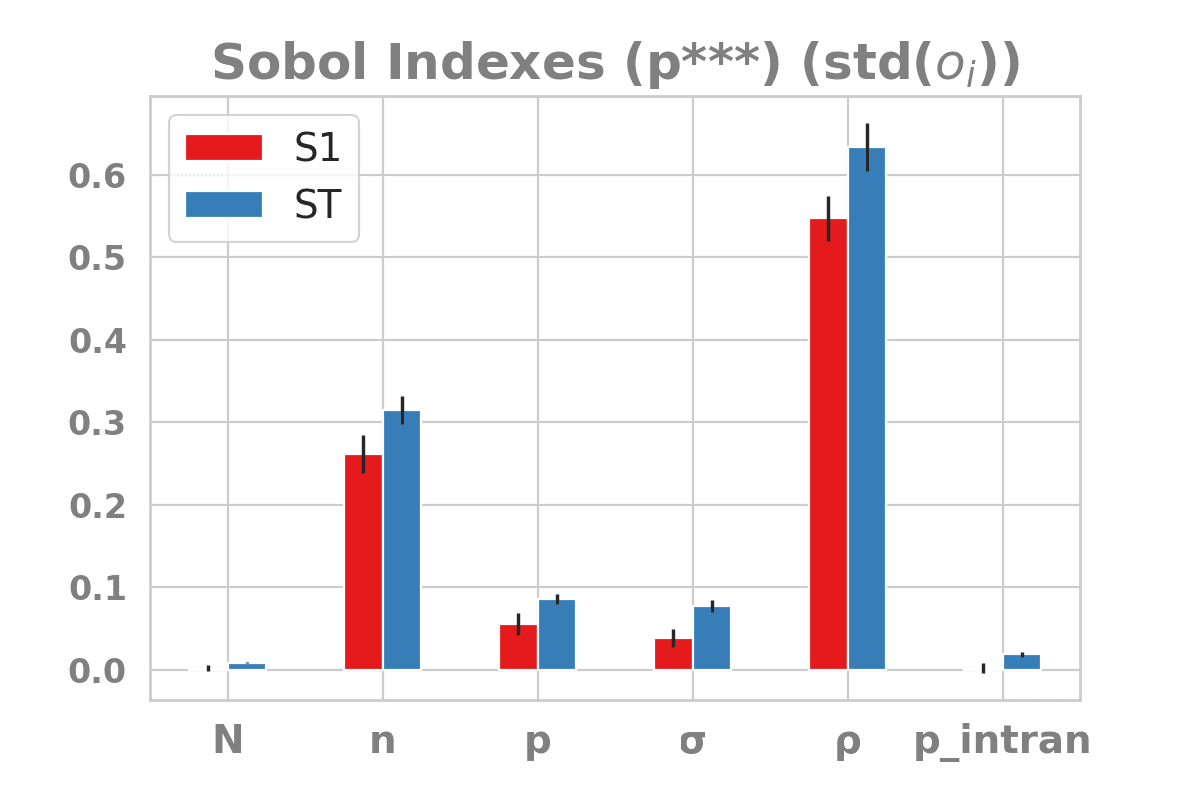 Sobol Indexes (p***) (std(oᵢ))
S1
ST
0.6
0.5
0.4
0.3
0.2
0.1
0.0
N n p σ ρ p_intran